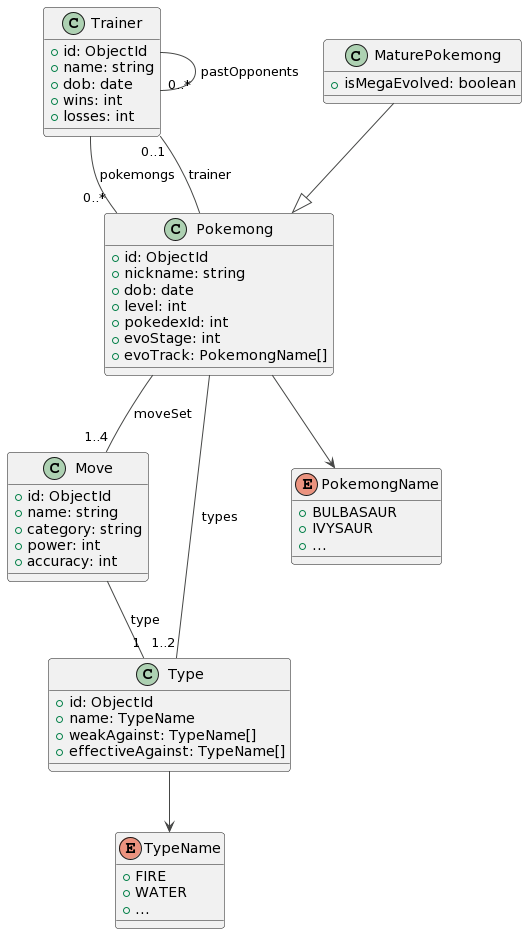 C Trainer
id: ObjectId
name: string
dob: date
wins: int
losses: int
pastOpponents
0..*
C MaturePokemong
isMegaEvolved: boolean
0..1
pokemongs
trainer
0..*
C Pokemong
id: ObjectId
nickname: string
dob: date
level: int
pokedexId: int
evoStage: int
evoTrack: PokemongName[]
moveSet
1..4
C Move
id: ObjectId
name: string
category: string
power: int
accuracy: int
E PokemongName
BULBASAUR
IVYSAUR
...
types
type
1
1..2
C Type
id: ObjectId
name: TypeName
weakAgainst: TypeName[]
effectiveAgainst: TypeName[]
E TypeName
FIRE
WATER
...